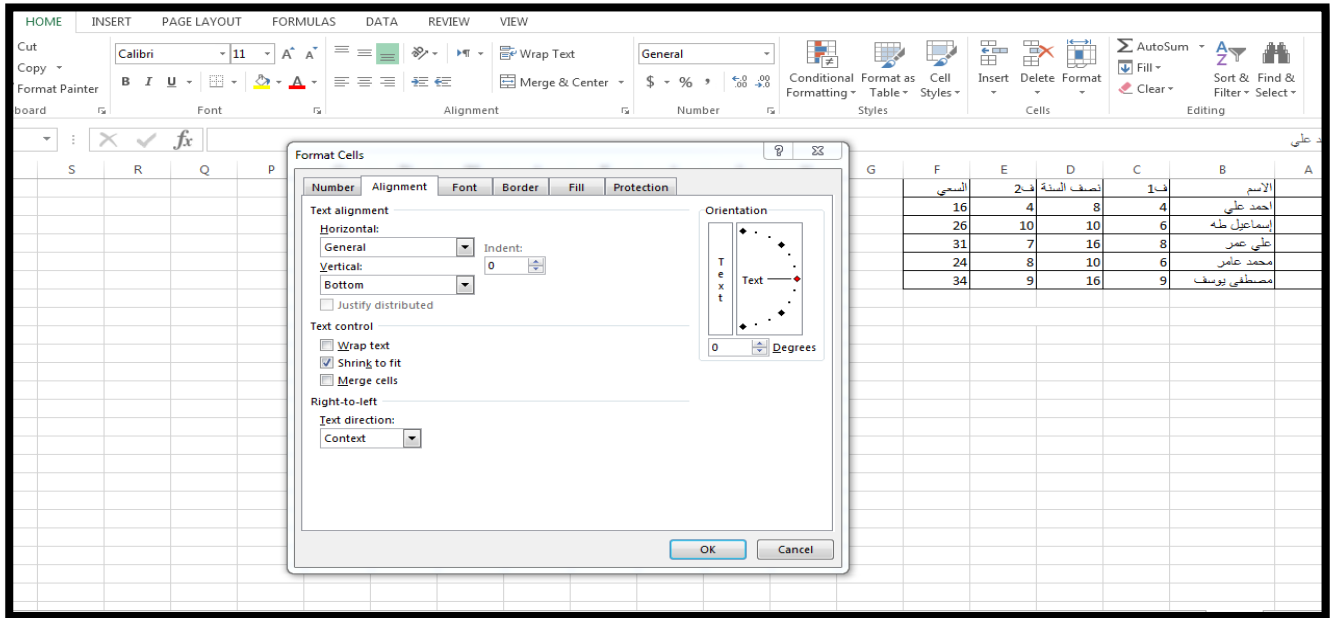 HOME INSERT PAGE LAYOUT FORMULAS DATA REVIEW VIEW
Cut
Copy
Format Painter
board
Calibri 11 A A
B I U A
Font
Wrap Text
Merge & Center
Alignment
General
$ % , .0 .00 .00 .0
Number
Conditional Formatting
Format as Table
Cell Styles
Styles
Insert Delete Format
Cells
AutoSum
Fill
Clear
Sort & Filter
Find & Select
Editing
fx
د علي
S R Q P G F E D C B A
الاسم ف1 نصف السنة ف2 السعي
احمد علي 4 8 4 16
إسماعيل طه 6 10 10 26
علي عمر 8 16 7 31
محمد عامر 6 10 8 24
مصطفى يوسف 9 16 9 34
Format Cells
Number Alignment Font Border Fill Protection
Text alignment
Horizontal:
General
Indent:
0
Vertical:
Bottom
Justify distributed
Text control
Wrap text
Shrink to fit
Merge cells
Right-to-left
Text direction:
Context
Orientation
Text
Text
0 Degrees
OK Cancel